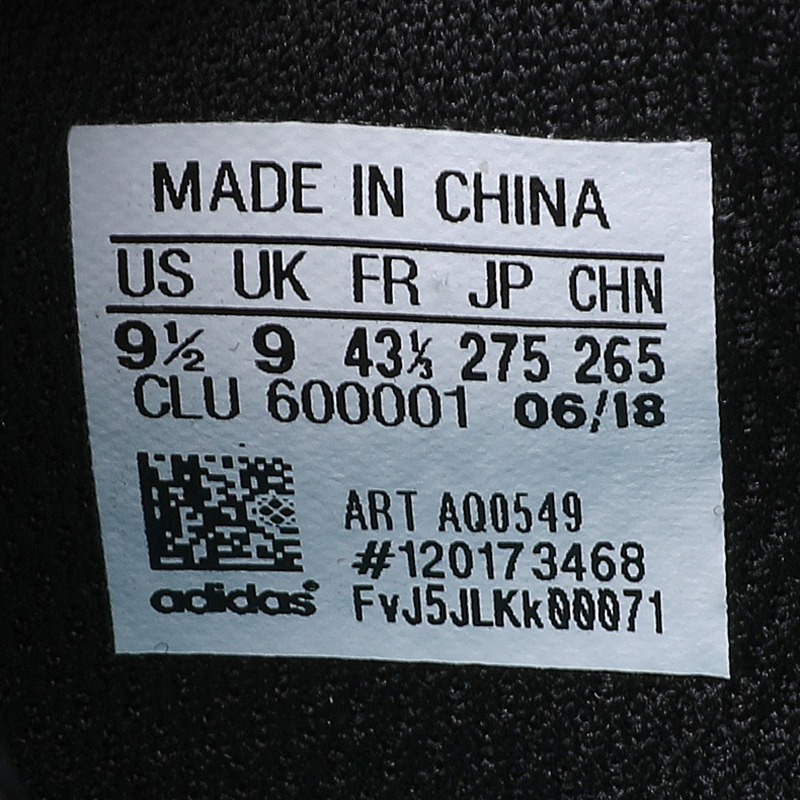 MADE IN CHINA
US UK FR JP CHN
9½ 9 43⅓ 275 265
CLU 600001 06/18
ART AQ0549
#120173468
adidas® FvJ5JLKk00071